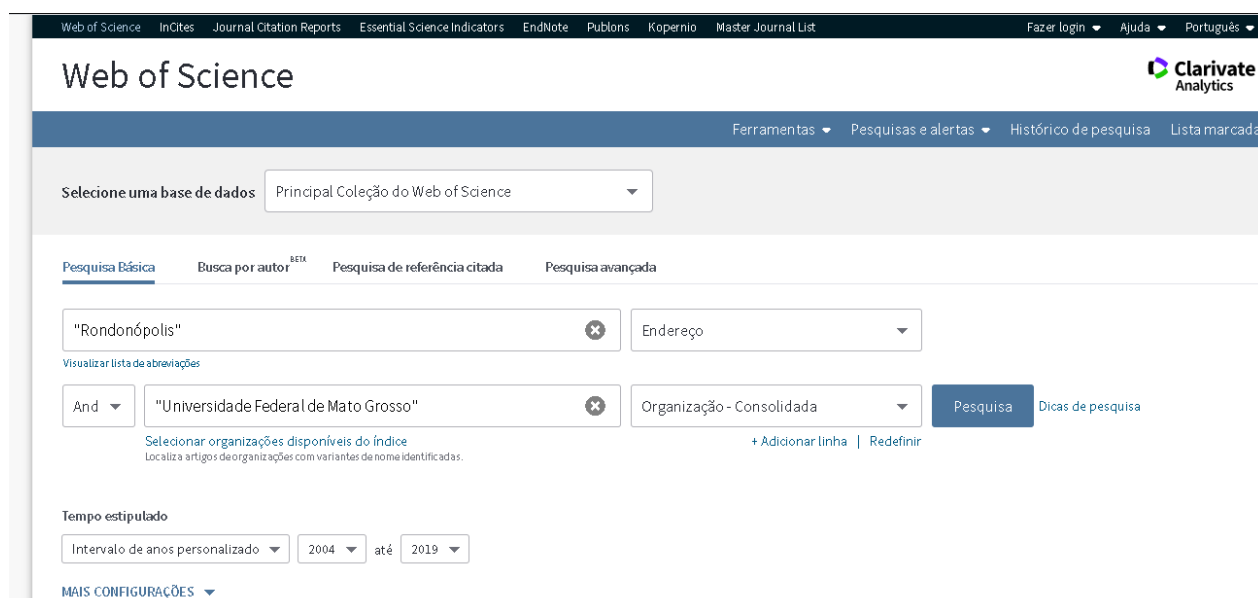 Web of Science InCites Journal Citation Reports Essential Science Indicators EndNote Publons Kopernio Master Journal List Fazer login Ajuda Português
Web of Science
Clarivate
Analytics
Ferramentas Pesquisas e alertas Histórico de pesquisa Lista marcada
Selecione uma base de dados Principal Coleção do Web of Science
Pesquisa Básica Busca por autor BETA Pesquisa de referência citada Pesquisa avançada
"Rondonópolis" Endereço
Visualizar lista de abreviações
And "Universidade Federal de Mato Grosso" Organização - Consolidada Pesquisa Dicas de pesquisa
Selecionar organizações disponíveis do índice + Adicionar linha | Redefinir
Localiza artigos de organizações com variantes de nome identificadas.
Tempo estipulado
Intervalo de anos personalizado 2004 até 2019
MAIS CONFIGURAÇÕES